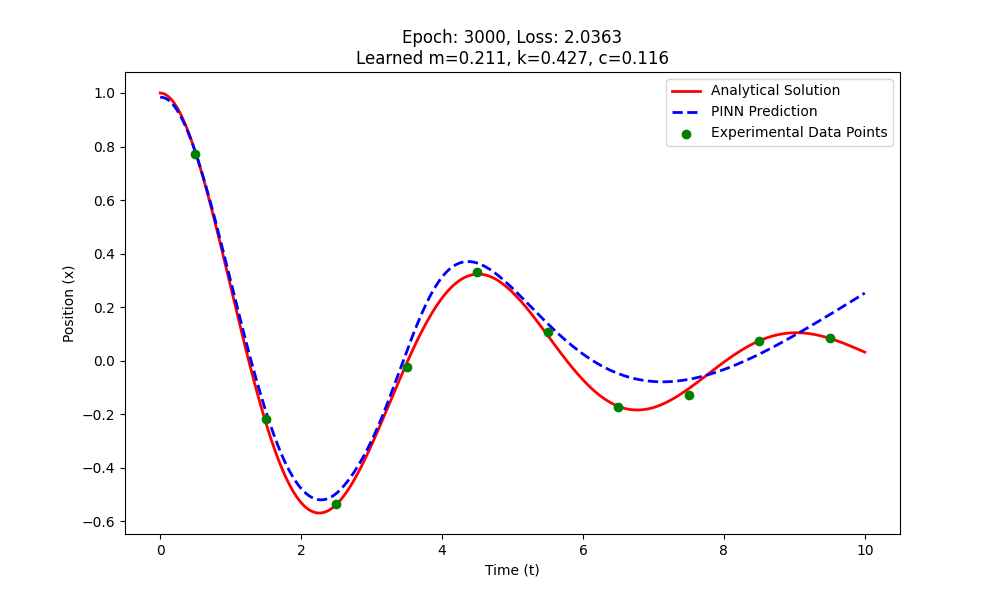 Epoch: 3000, Loss: 2.0363
Learned m=0.211, k=0.427, c=0.116
Analytical Solution
PINN Prediction
Experimental Data Points
1.0
0.8
0.6
0.4
0.2
0.0
−0.2
−0.4
−0.6
Position (x)
0
2
4
6
8
10
Time (t)